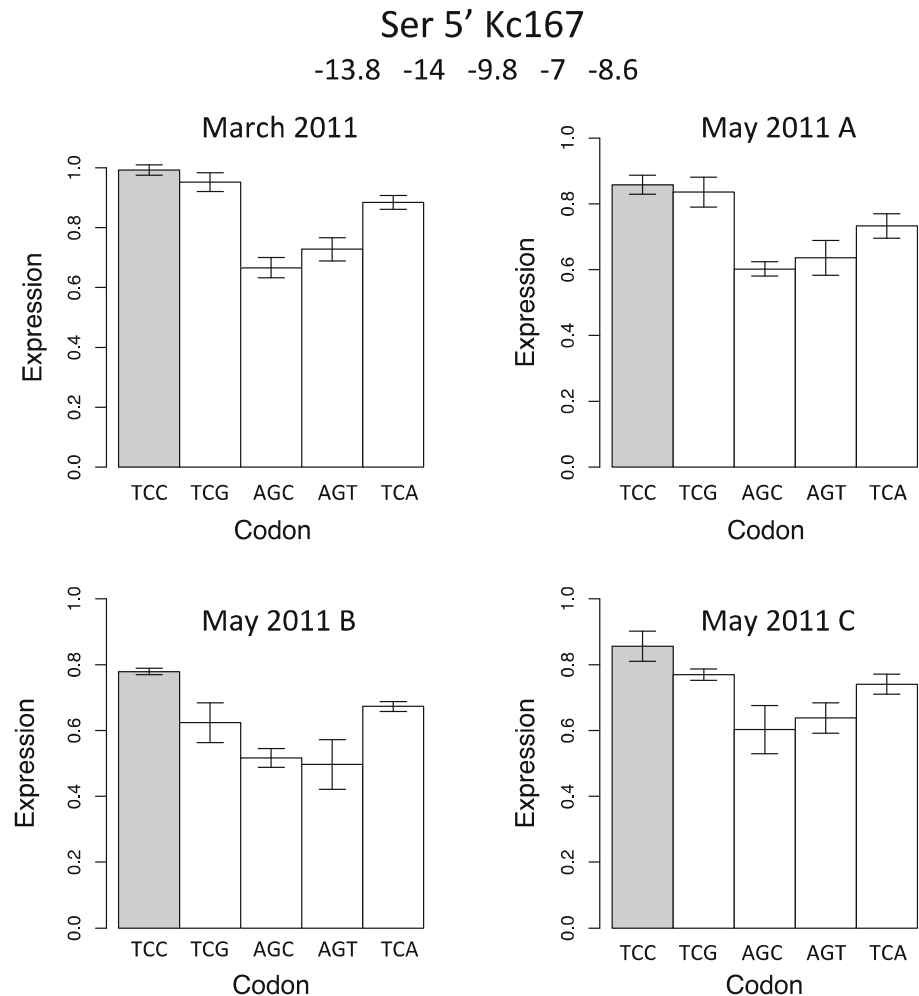 Ser 5’ Kc167
-13.8 -14 -9.8 -7 -8.6
March 2011
Expression
0.0 0.2 0.4 0.6 0.8 1.0
TCC TCG AGC AGT TCA
Codon
May 2011 A
Expression
0.0 0.2 0.4 0.6 0.8 1.0
TCC TCG AGC AGT TCA
Codon
May 2011 B
Expression
0.0 0.2 0.4 0.6 0.8 1.0
TCC TCG AGC AGT TCA
Codon
May 2011 C
Expression
0.0 0.2 0.4 0.6 0.8 1.0
TCC TCG AGC AGT TCA
Codon